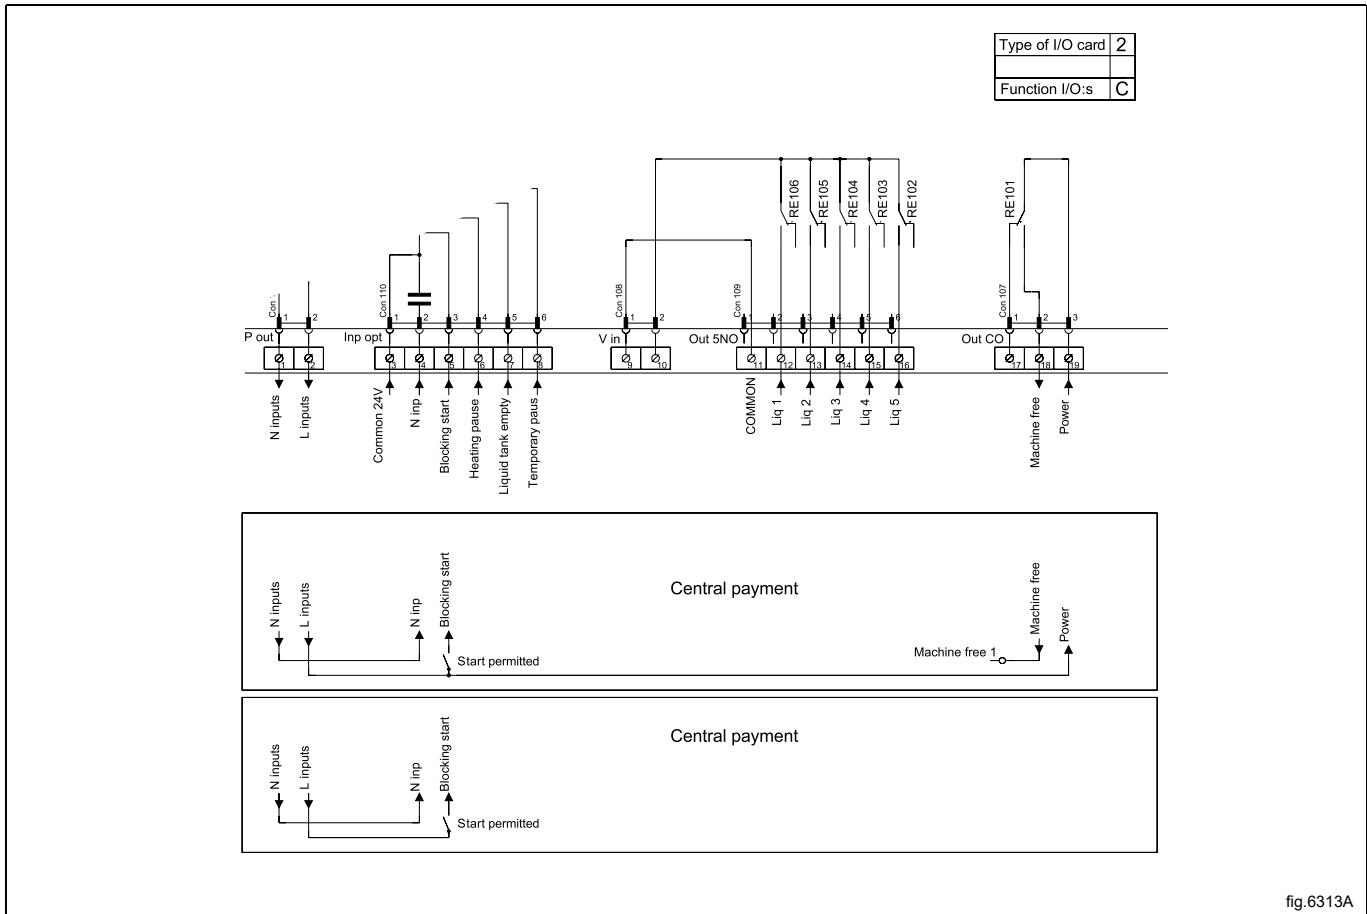 Type of I/O card 2
Function I/O:s C
RE106
RE105
RE104
RE103
RE102
RE101
Con
Con 110
Con 108
Con 109
Con 107
1 2
1 2 3 4 5 6
1 2
1 2 3 4 5 6
1 2 3
P out
Inp opt
V in
Out 5NO
Out CO
1 2
3 4 5 6 7 8
9 10
11 12 13 14 15 16
17 18 19
N inputs
L inputs
Common 24V
N inp
Blocking start
Heating pause
Liquid tank empty
Temporary paus
COMMON
Liq 1
Liq 2
Liq 3
Liq 4
Liq 5
Machine free
Power
Central payment
N inputs
L inputs
N inp
Blocking start
Start permitted
Machine free 1
Machine free
Power
Central payment
N inputs
L inputs
N inp
Blocking start
Start permitted
fig.6313A